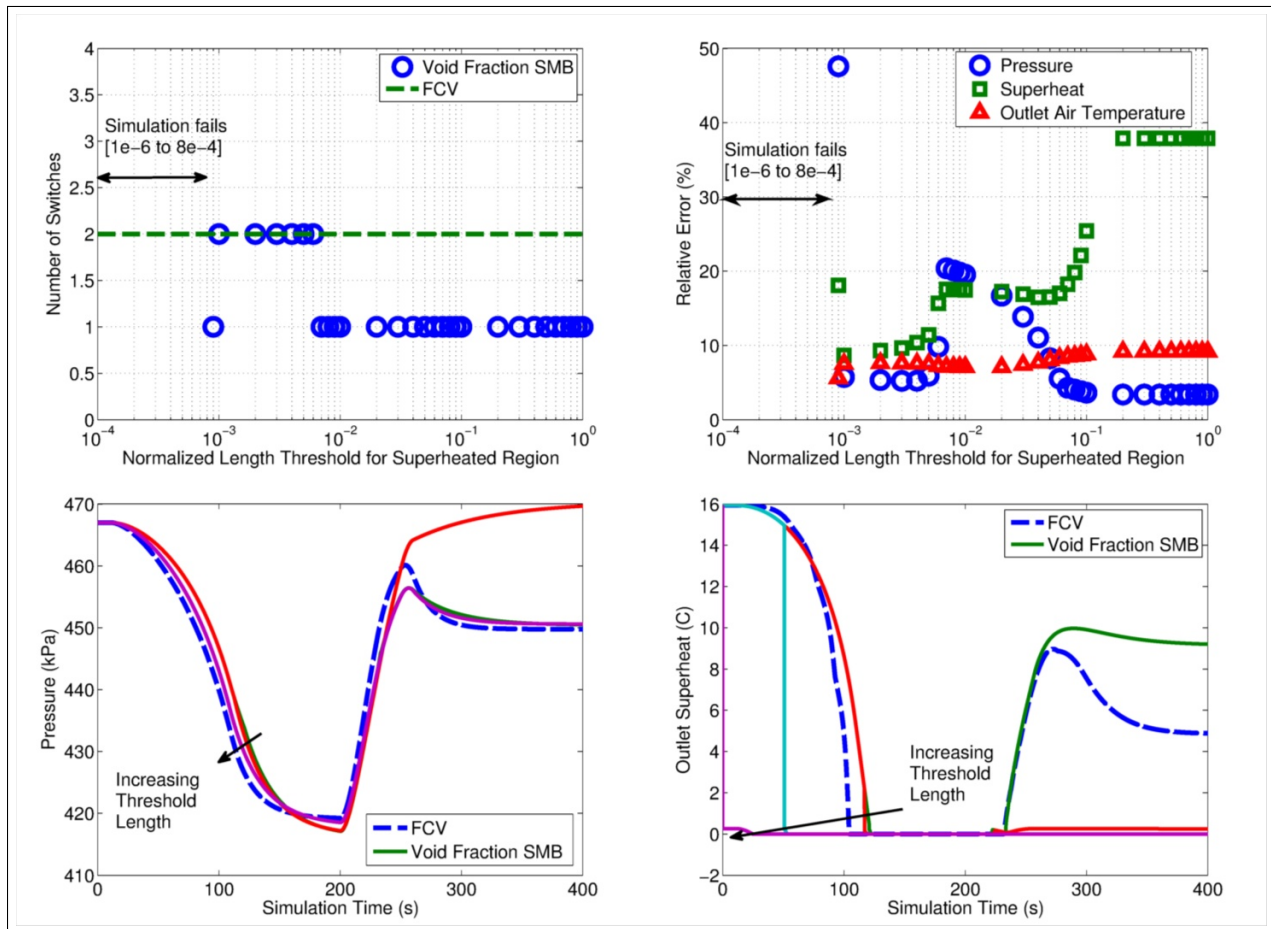 4
3.5
3
2.5
2
1.5
1
0.5
0
Number of Switches
Void Fraction SMB
FCV
Simulation fails
[1e−6 to 8e−4]
10−4
10−3
10−2
10−1
100
Normalized Length Threshold for Superheated Region
50
40
30
20
10
0
Relative Error (%)
Pressure
Superheat
Outlet Air Temperature
Simulation fails
[1e−6 to 8e−4]
10−4
10−3
10−2
10−1
100
Normalized Length Threshold for Superheated Region
470
460
450
440
430
420
410
Pressure (kPa)
Increasing
Threshold
Length
FCV
Void Fraction SMB
0
100
200
300
400
Simulation Time (s)
16
14
12
10
8
6
4
2
0
−2
Outlet Superheat (C)
FCV
Void Fraction SMB
Increasing
Threshold
Length
0
100
200
300
400
Simulation Time (s)